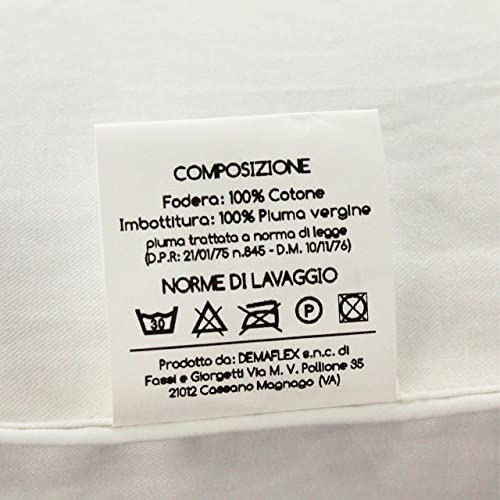 COMPOSIZIONE
Fodera: 100% Cotone
Imbottitura: 100% Piuma vergine
piuma trattata a norma di legge
(D.P.R: 21/01/75 n.845 - D.M. 10/11/76)
NORME DI LAVAGGIO
30 P
Prodotto da: DEMAFLEX s.n.c. di
Fassi e Giorgetti Via M. V. Pollione 35
21012 Cassano Magnago (VA)